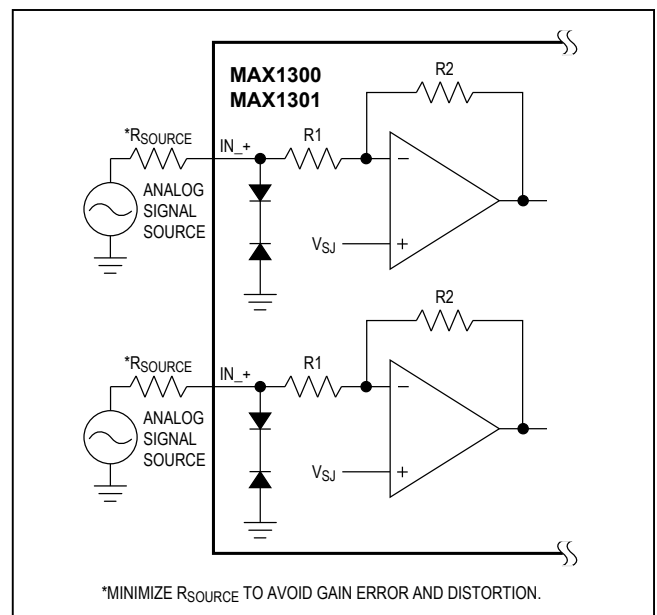 MAX1300
MAX1301
R2
*RSOURCE
IN_+
R1
−
ANALOG
SIGNAL
SOURCE
VSJ
+
R2
*RSOURCE
IN_+
R1
−
ANALOG
SIGNAL
SOURCE
VSJ
+
*MINIMIZE RSOURCE TO AVOID GAIN ERROR AND DISTORTION.